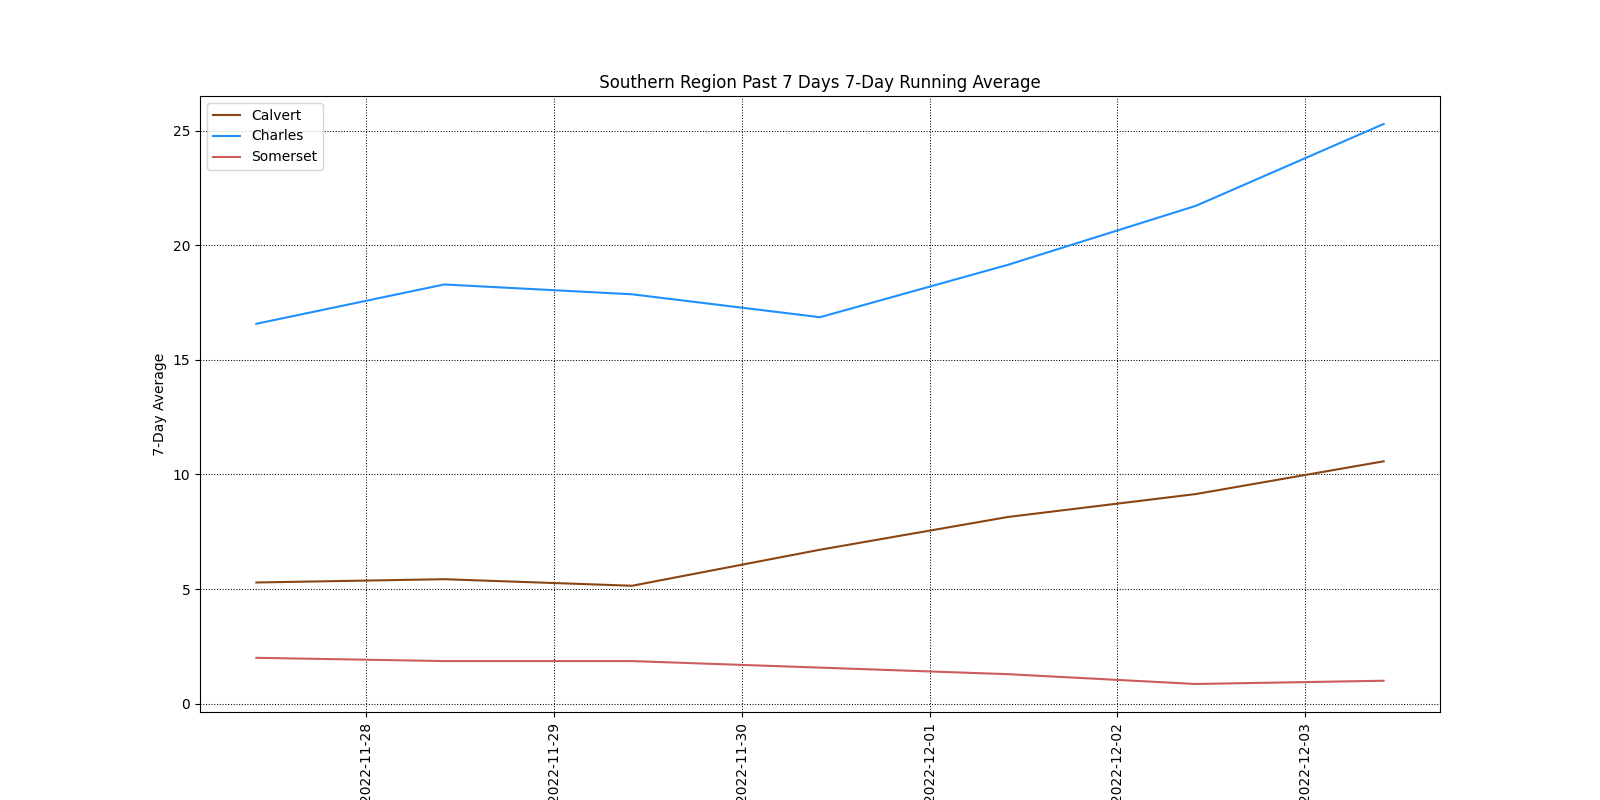 Southern Region Past 7 Days 7-Day Running Average
Calvert
Charles
Somerset
7-Day Average
25
20
15
10
5
0
2022-11-28
2022-11-29
2022-11-30
2022-12-01
2022-12-02
2022-12-03